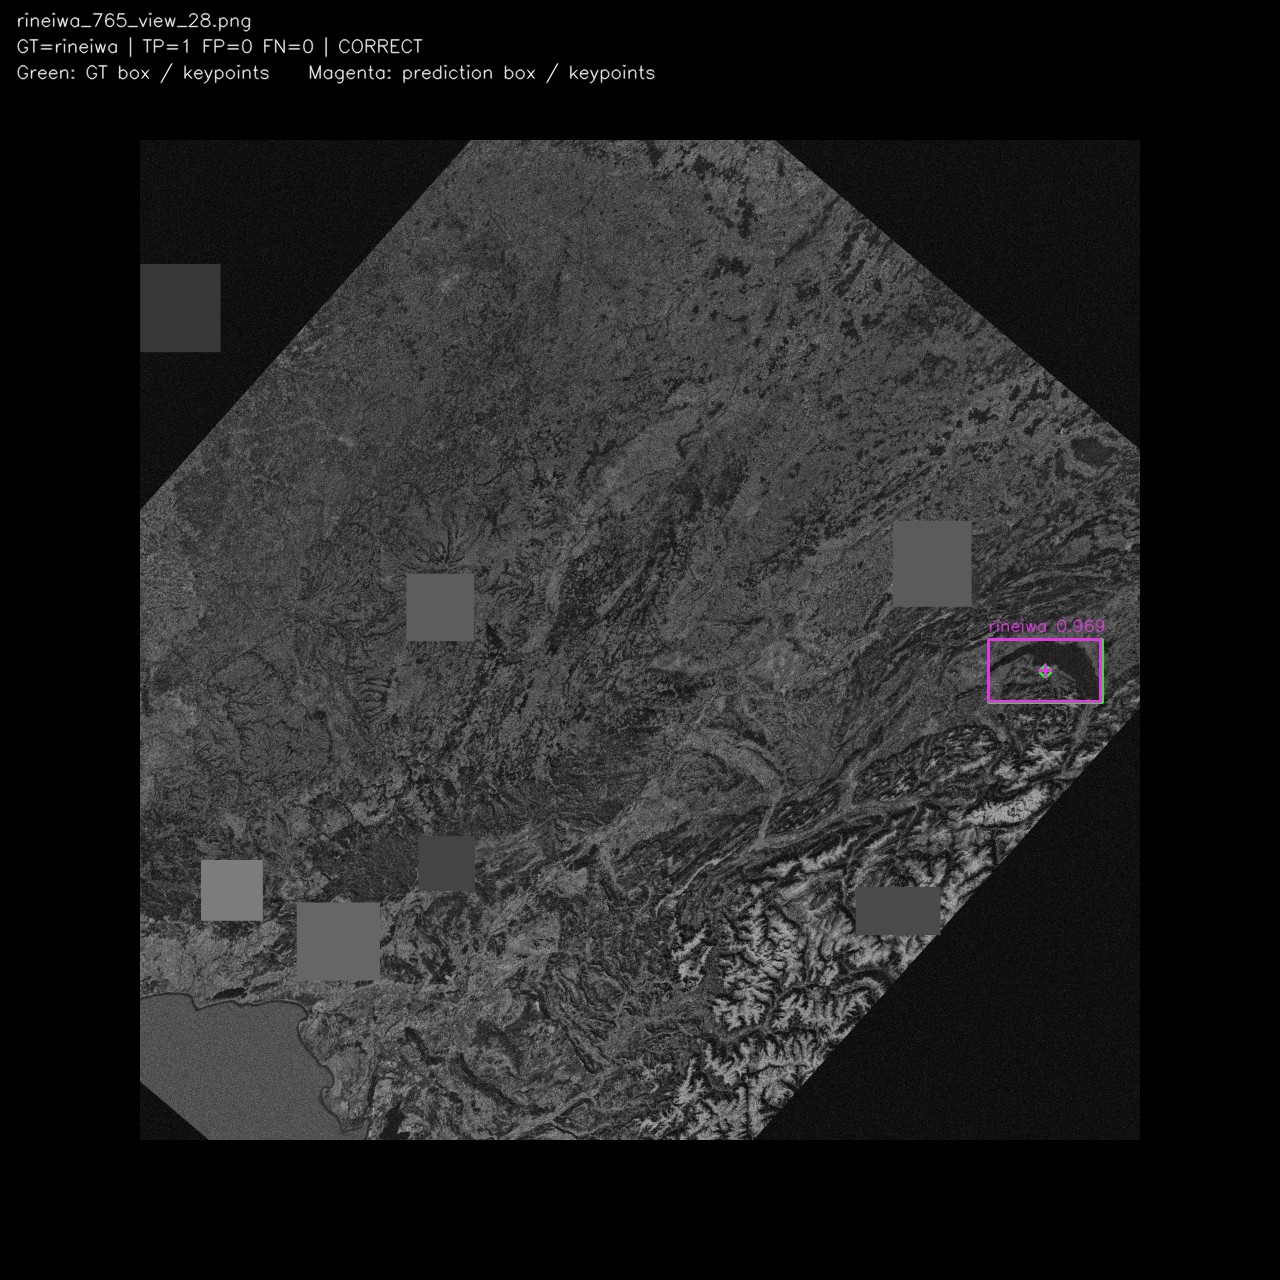 rineiwa_765_view_28.png
GT=rineiwa | TP=1 FP=0 FN=0 | CORRECT
Green: GT box / keypoints Magenta: prediction box / keypoints
rineiwa 0.969